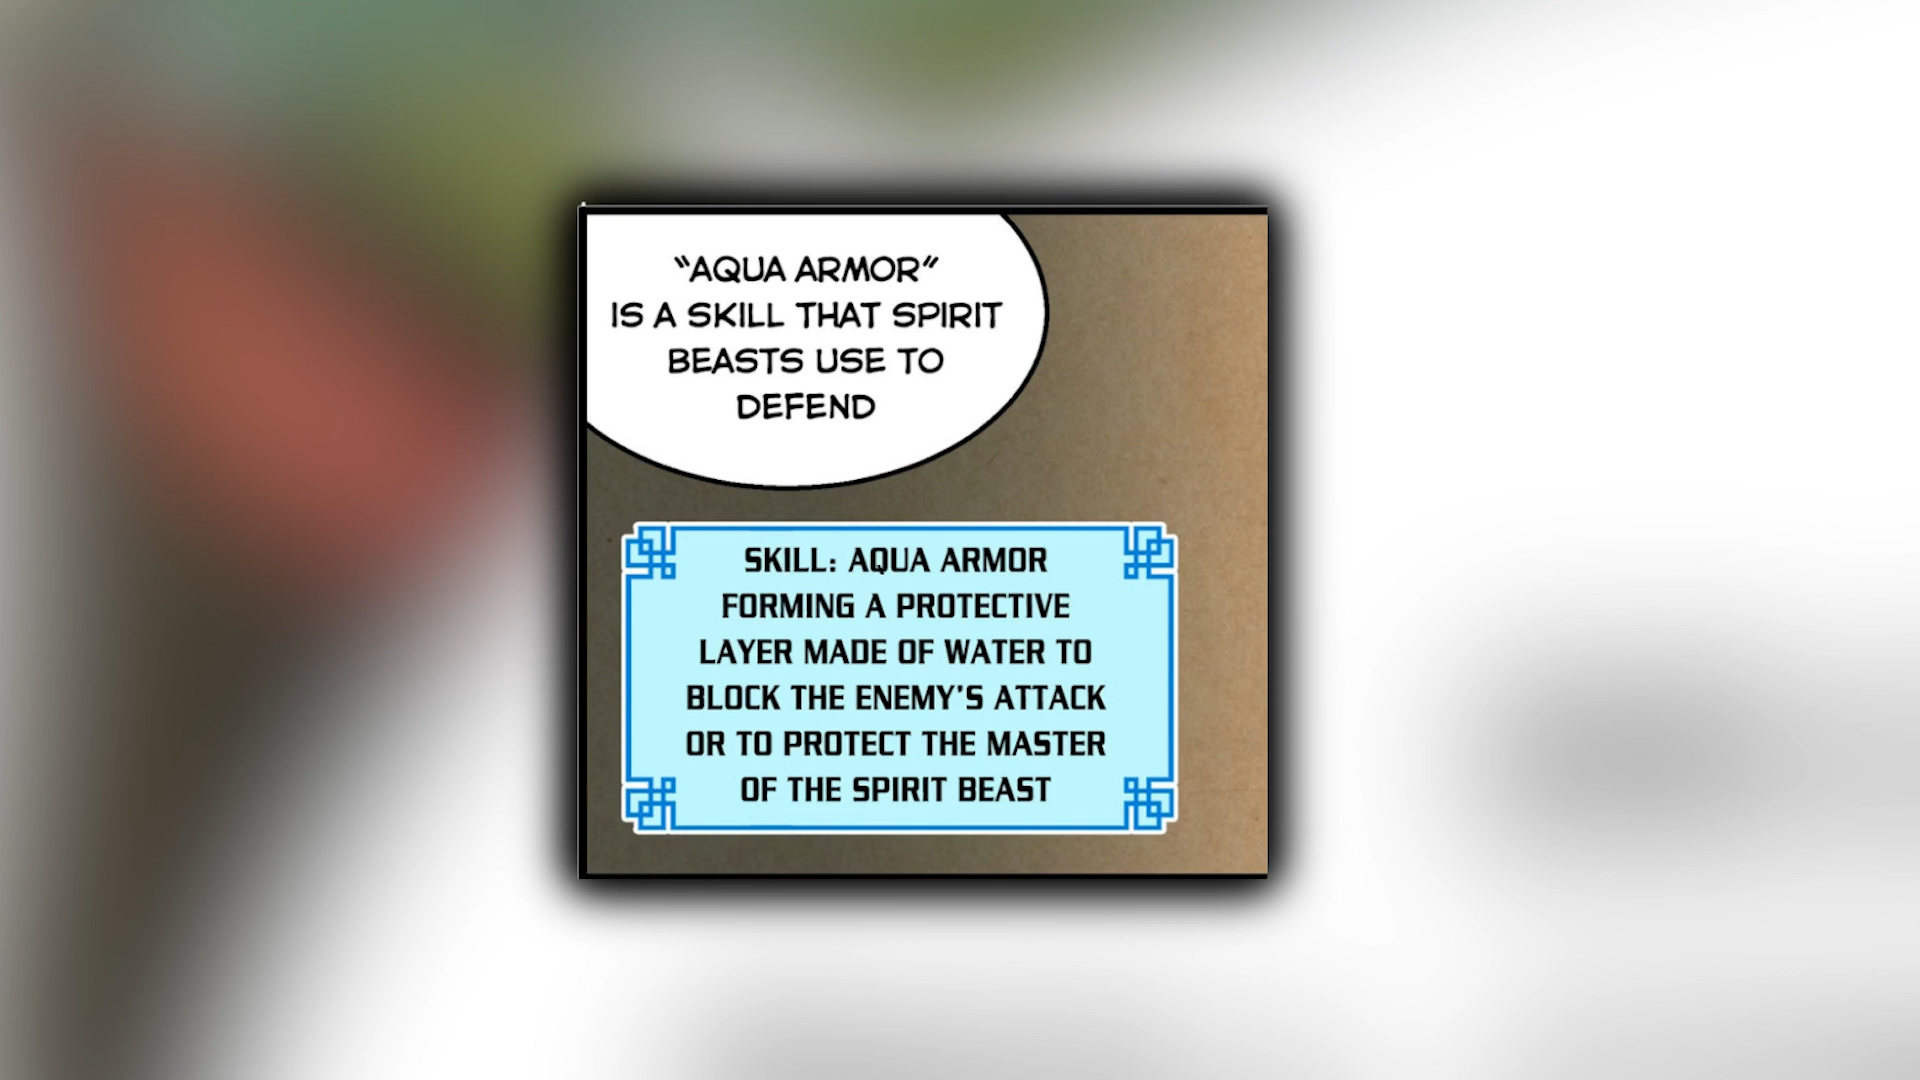 “AQUA ARMOR”
IS A SKILL THAT SPIRIT
BEASTS USE TO
DEFEND
SKILL: AQUA ARMOR
FORMING A PROTECTIVE
LAYER MADE OF WATER TO
BLOCK THE ENEMY'S ATTACK
OR TO PROTECT THE MASTER
OF THE SPIRIT BEAST